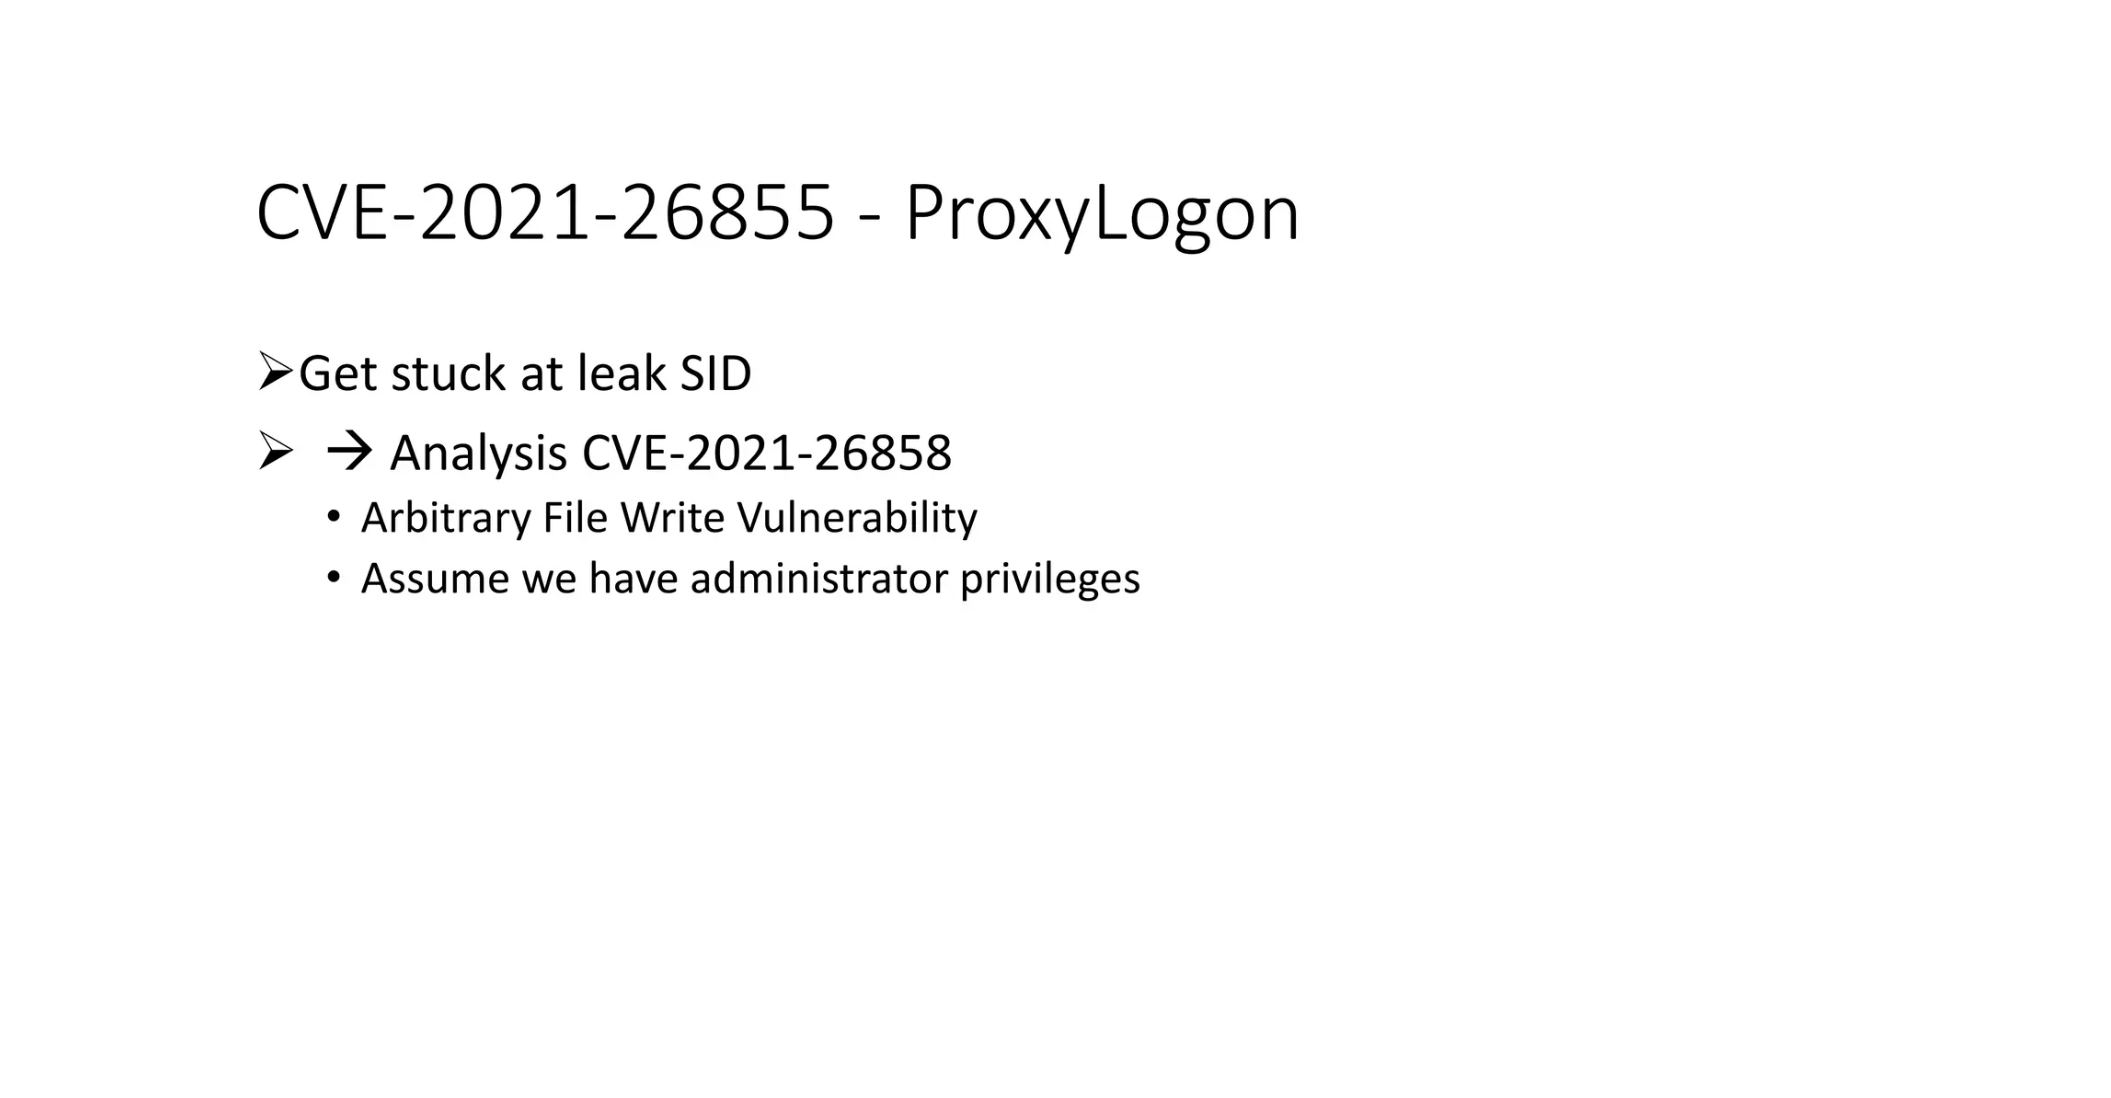 CVE-2021-26855 - ProxyLogon
➢Get stuck at leak SID
➢ → Analysis CVE-2021-26858
• Arbitrary File Write Vulnerability
• Assume we have administrator privileges